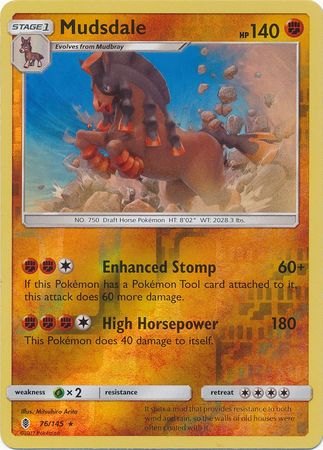 STAGE 1 Mudsdale HP 140
Evolves from Mudbray
NO. 750 Draft Horse Pokémon HT: 8'02" WT: 2028.3 lbs.
Enhanced Stomp 60+
If this Pokémon has a Pokémon Tool card attached to it,
this attack does 60 more damage.
High Horsepower 180
This Pokémon does 40 damage to itself.
weakness × 2 resistance retreat
Illus. Mitsuhiro Arita
76/145 ★
©2017 Pokémon
It spits a mud that provides resistance to both
wind and rain, so the walls of old houses were
often coated with it.